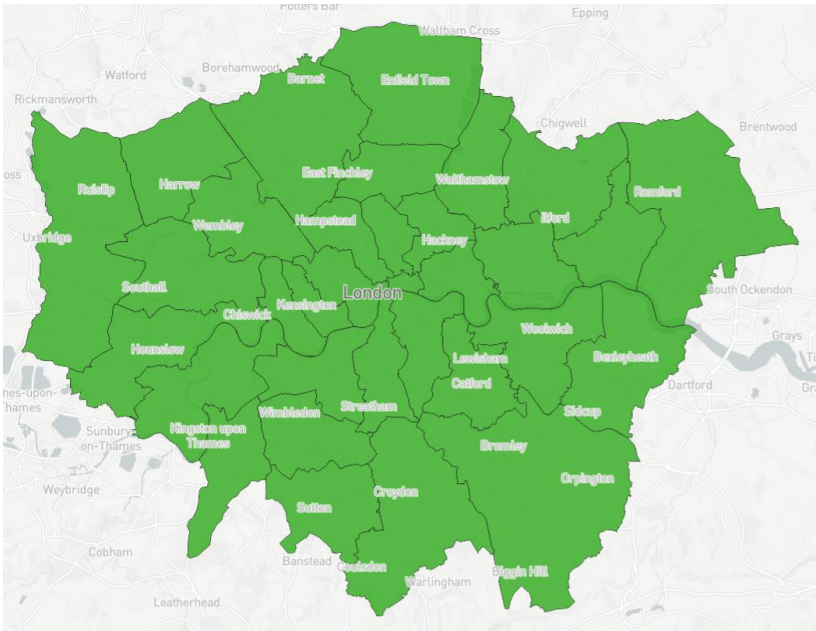 Potters Bar
Epping
Waltham Cross
Borehamwood
Watford
Barnet
Enfield Town
Rickmansworth
Chigwell
Brentwood
East Finchley
Walthamstow
Ruislip
Harrow
Romford
Hampstead
Ilford
Wembley
Hackney
Uxbridge
Southall
London
South Ockendon
Kensington
Chiswick
Woolwich
Grays
Hounslow
Lewisham
Bexleyheath
Catford
Dartford
nes-upon-
Thames
Wimbledon
Streatham
Sidcup
Sunbury-
on-Thames
Kingston upon
Thames
Bromley
Orpington
Weybridge
Croydon
Sutton
Cobham
Banstead
Coulsdon
Biggin Hill
Warlingham
Leatherhead